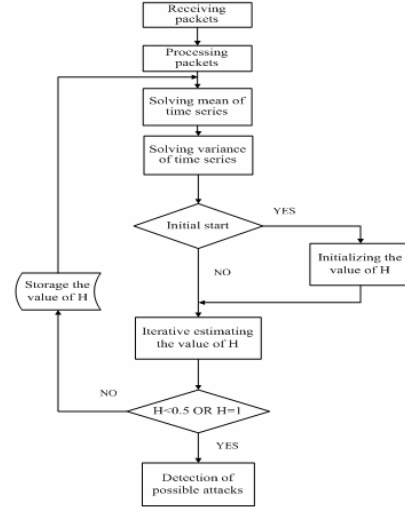 Receiving
packets
Processing
packets
Solving mean of
time series
Solving variance
of time series
Initial start
YES
Initializing the
value of H
NO
Storage the
value of H
Iterative estimating
the value of H
NO
H<0.5 OR H=1
YES
Detection of
possible attacks